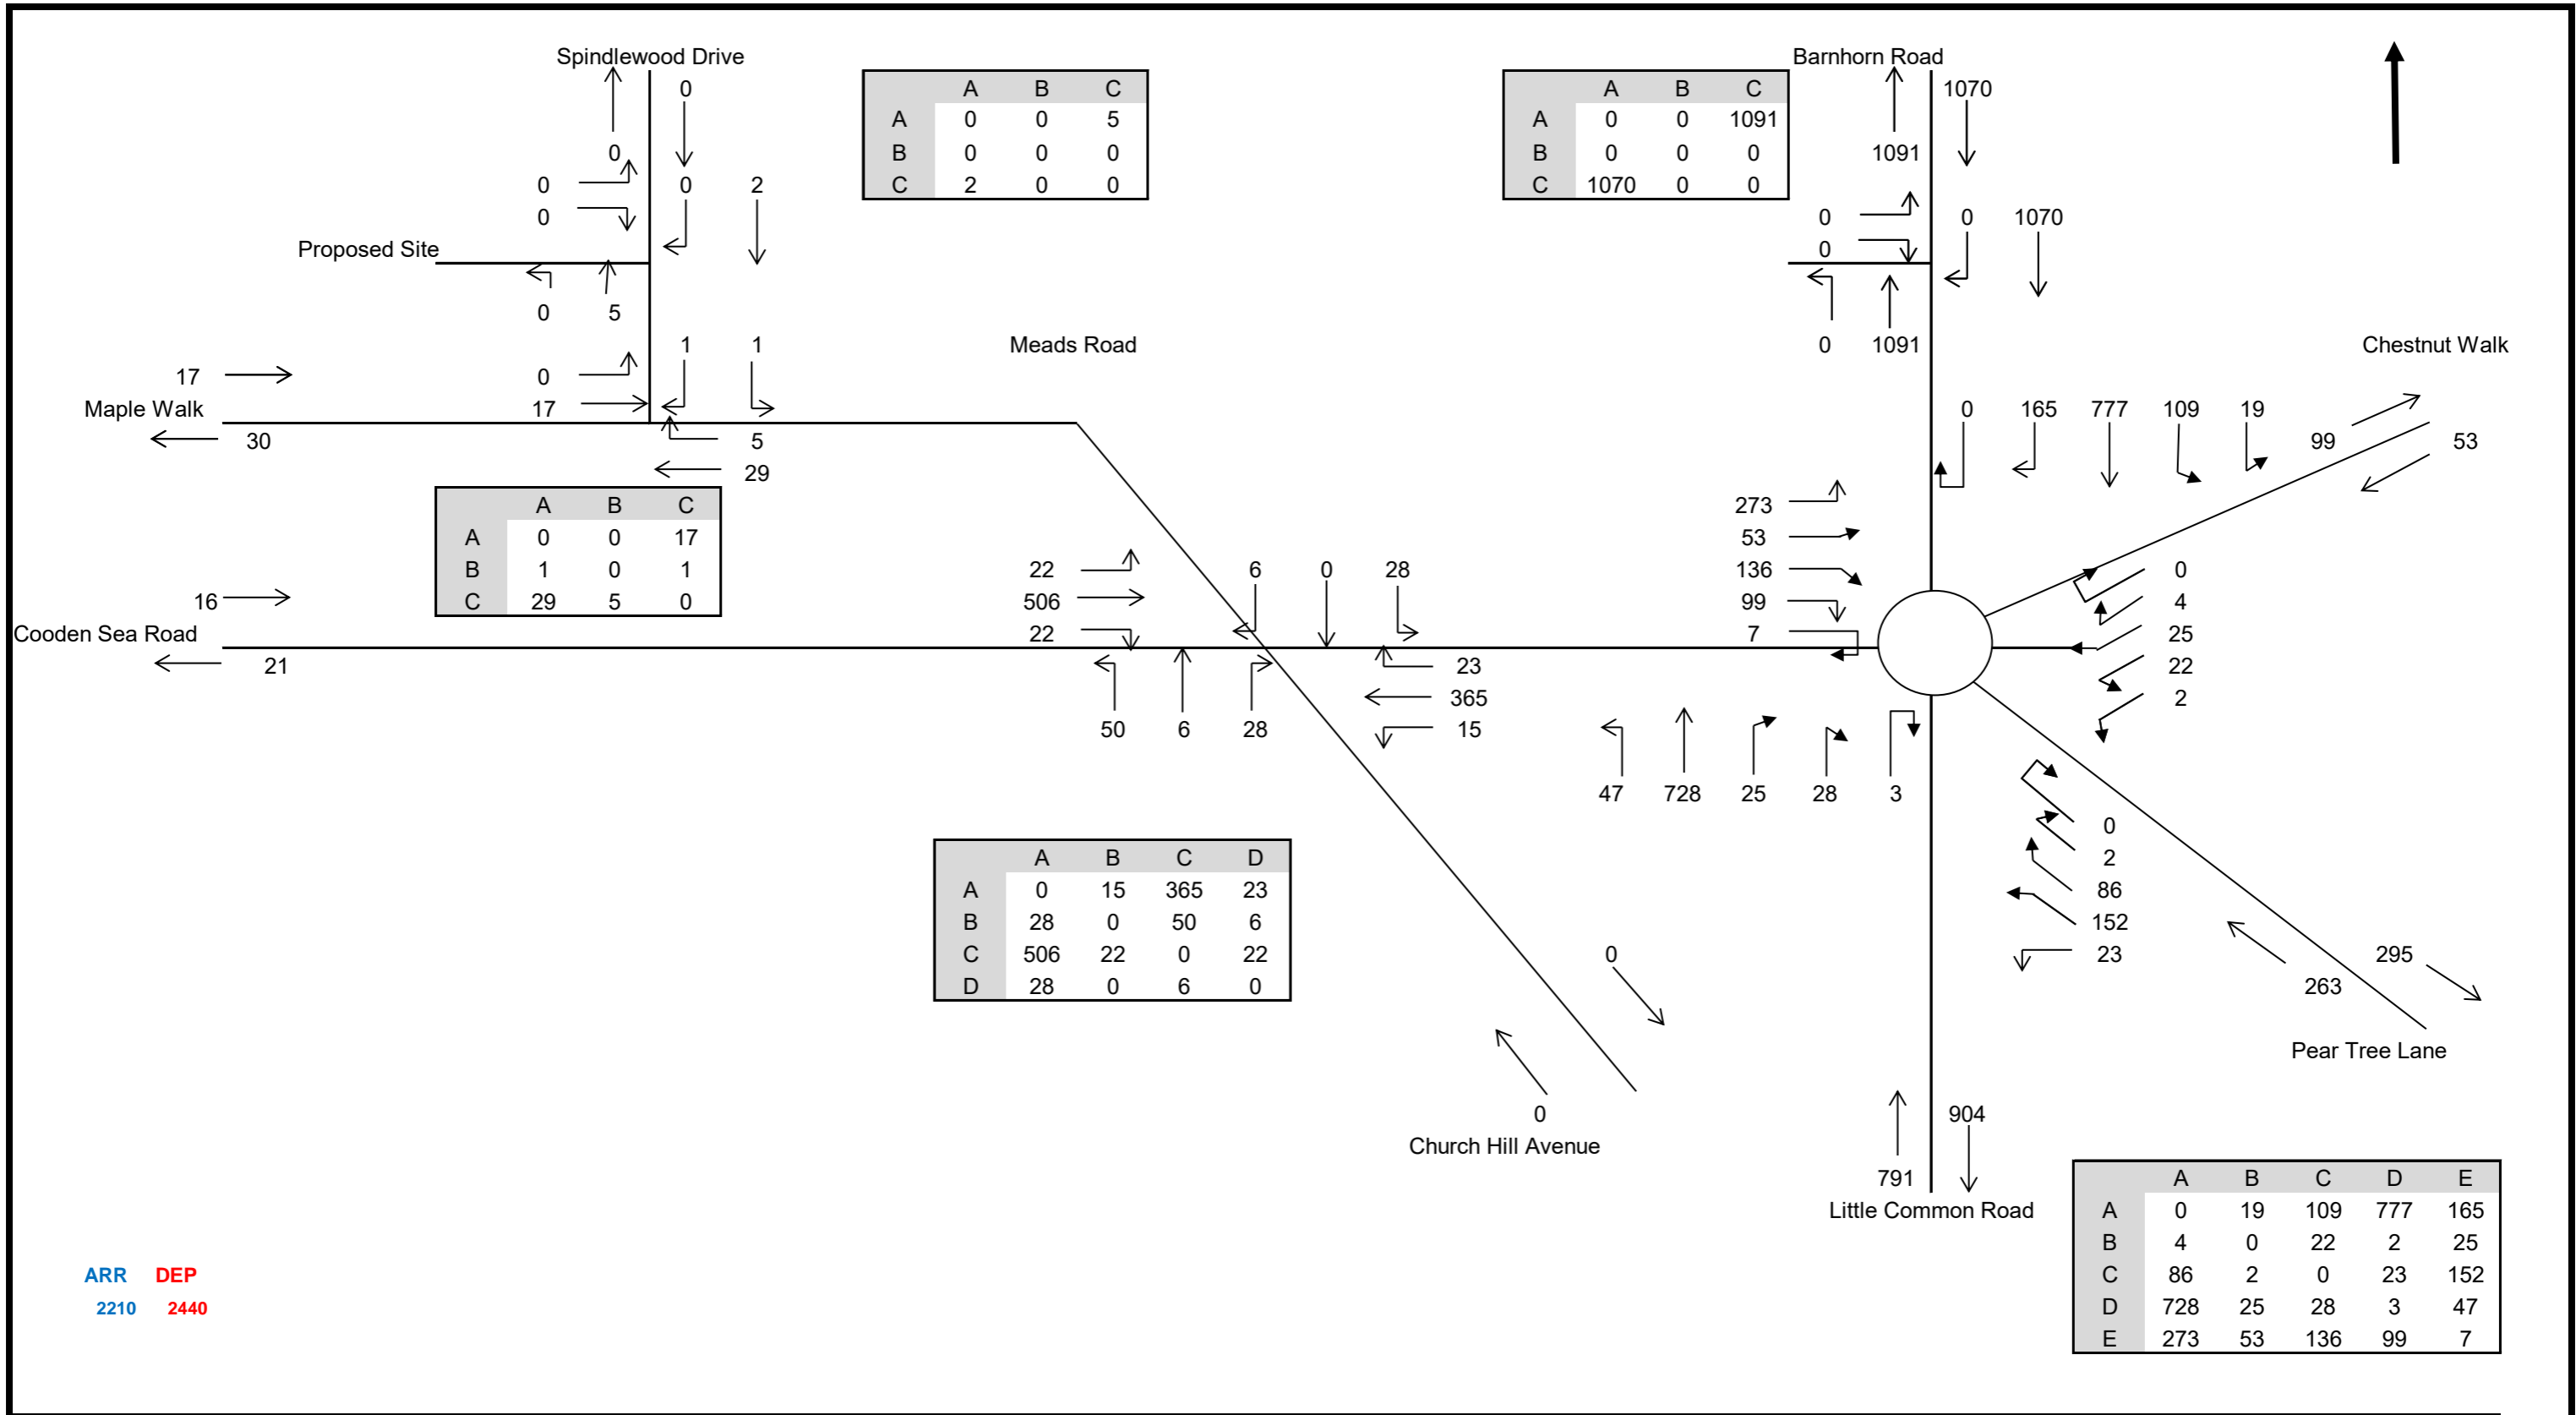 Spindlewood Drive
Barnhorn Road
0
1070
A B C
A 0 0 5
B 0 0 0
C 2 0 0
A B C
A 0 0 1091
B 0 0 0
C 1070 0 0
0
1091
0 0 2
0
0 0 1070
0
Proposed Site
0
0 5
0 1091
1 1
Meads Road
Chestnut Walk
17
0
Maple Walk
17
0 165 777 109 19
30
5
99 53
29
A B C
A 0 0 17
B 1 0 1
C 29 5 0
273
53
136
99
7
22
506
22
6 0 28
0
4
25
22
2
16
Cooden Sea Road
21
23
365
15
50 6 28
47 728 25 28 3
0
2
86
152
23
A B C D
A 0 15 365 23
B 28 0 50 6
C 506 22 0 22
D 28 0 6 0
0
295
263
Pear Tree Lane
0
Church Hill Avenue
904
791
Little Common Road
A B C D E
A 0 19 109 777 165
B 4 0 22 2 25
C 86 2 0 23 152
D 728 25 28 3 47
E 273 53 136 99 7
ARR DEP
2210 2440